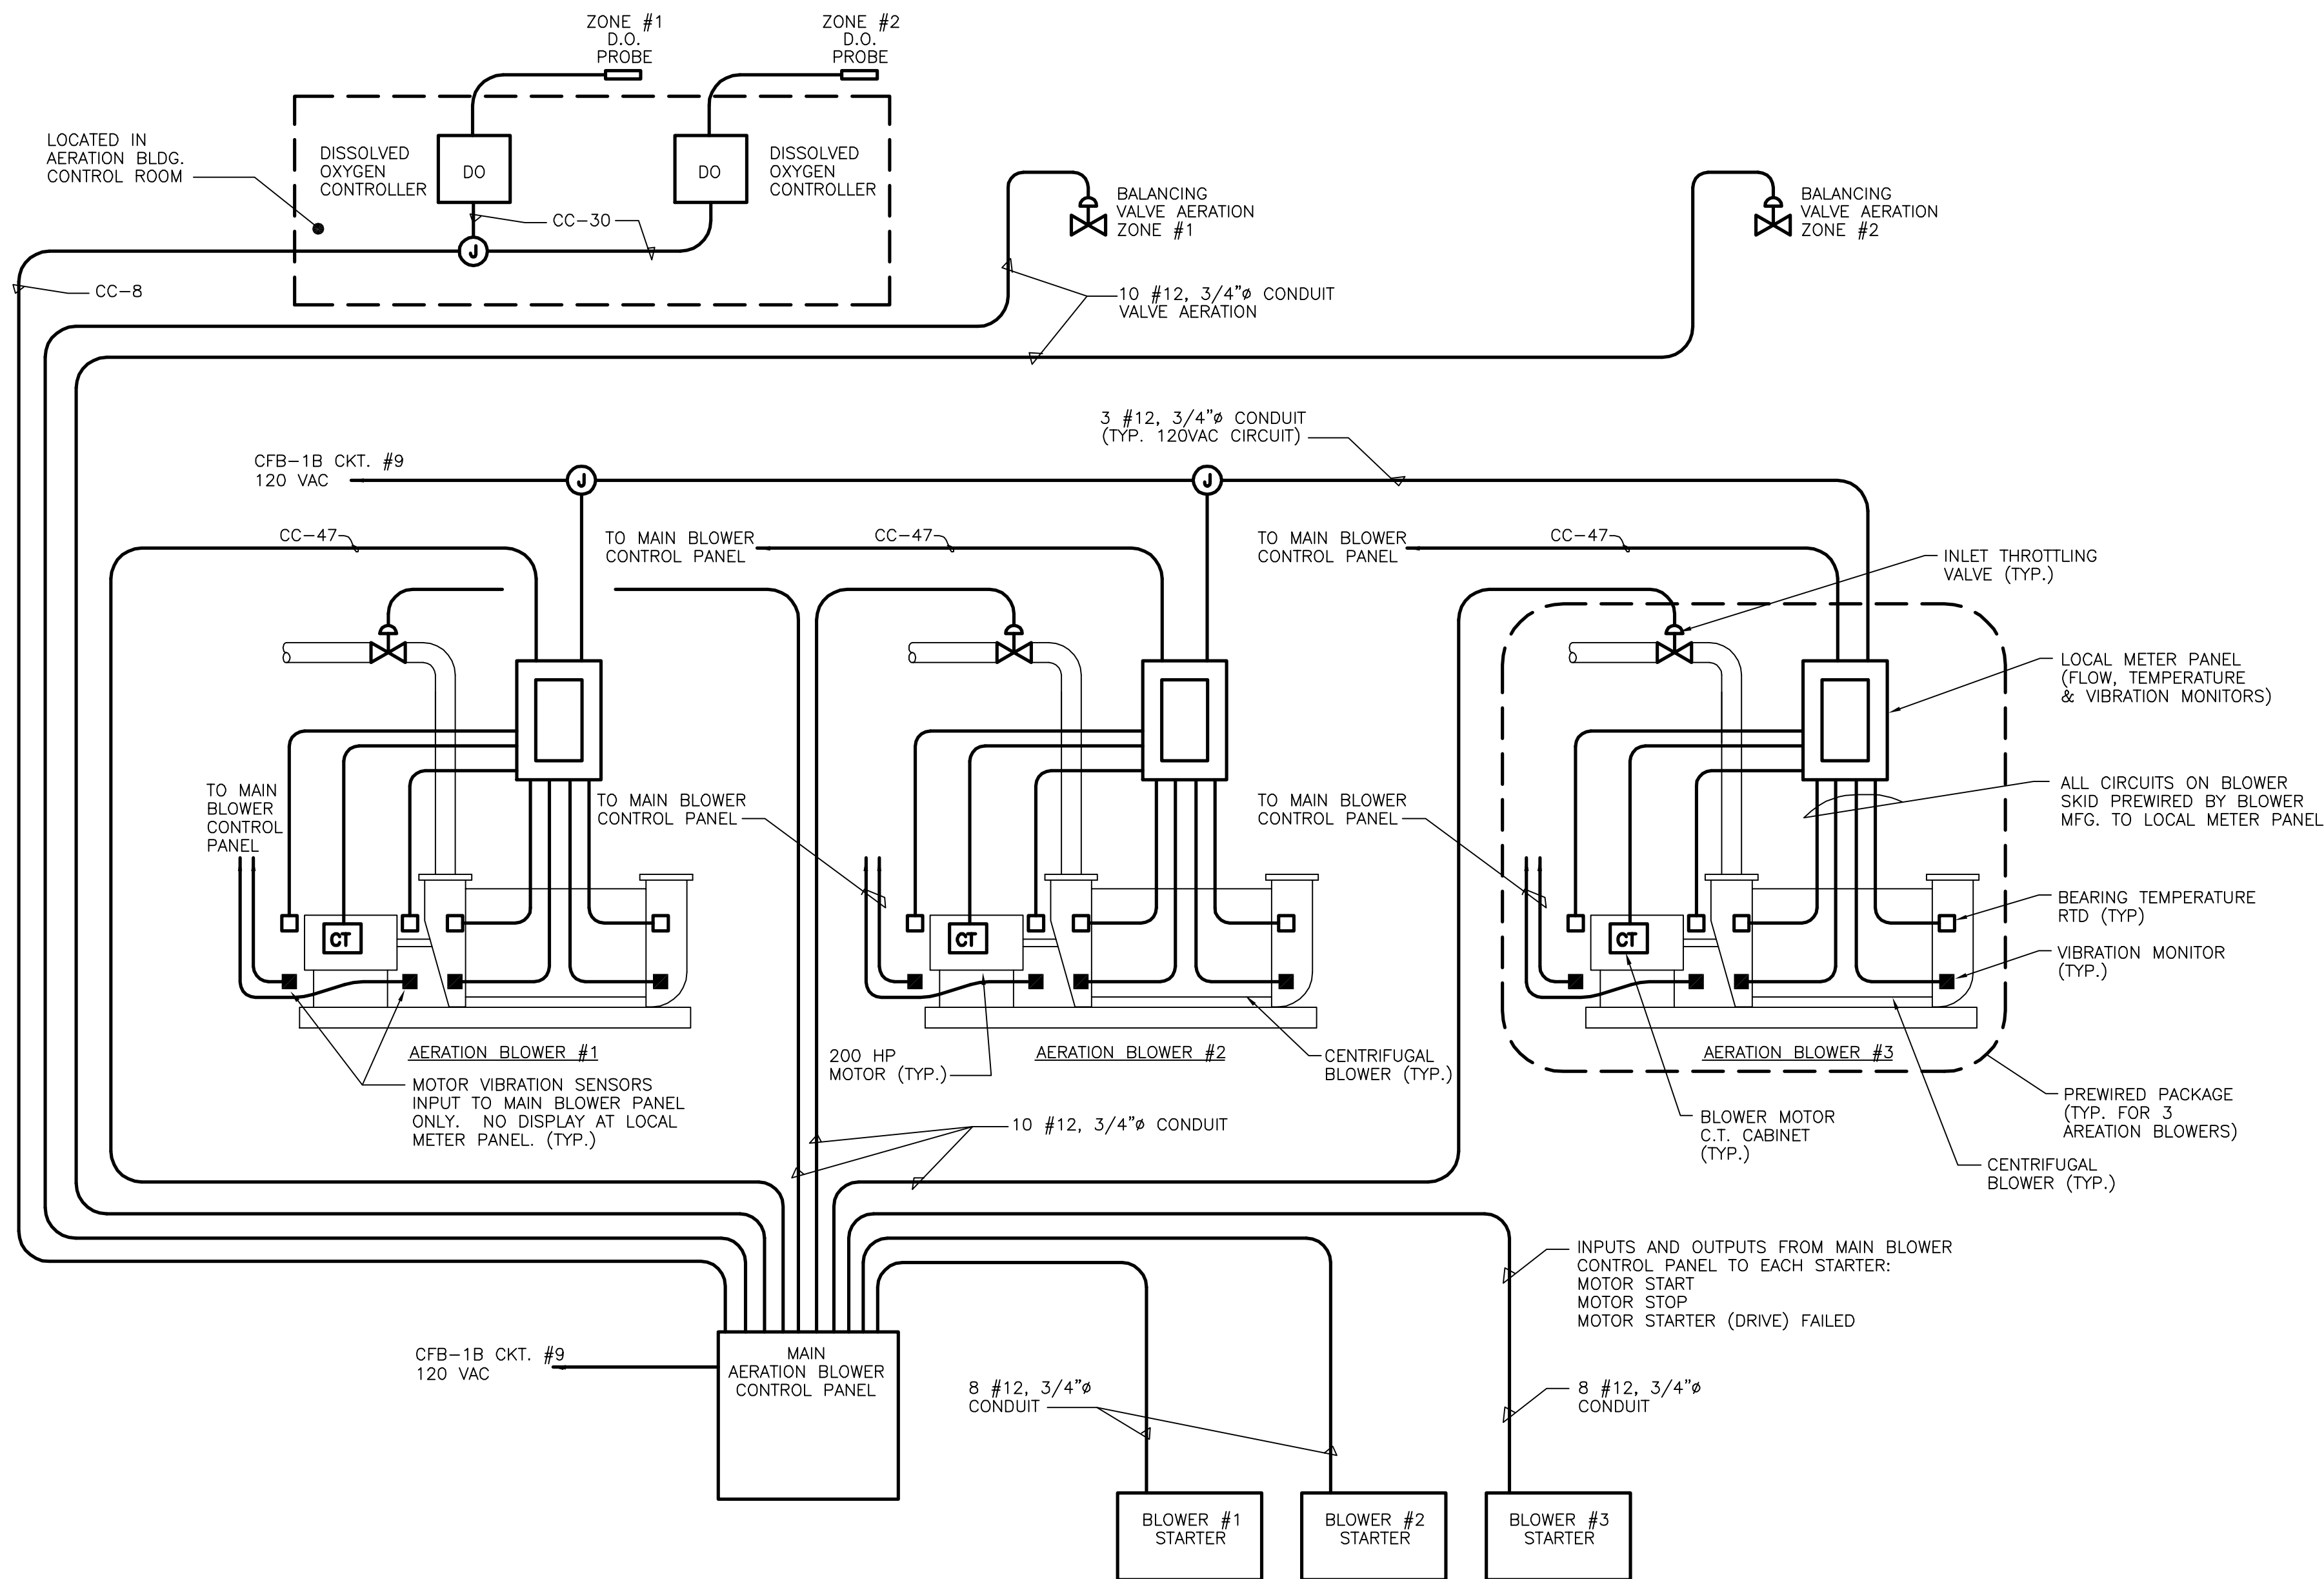 ZONE #1
D.O.
PROBE
ZONE #2
D.O.
PROBE
LOCATED IN
AERATION BLDG.
CONTROL ROOM
DISSOLVED
OXYGEN
CONTROLLER
DO
DO
DISSOLVED
OXYGEN
CONTROLLER
CC-30
J
CC-8
BALANCING
VALVE AERATION
ZONE #1
BALANCING
VALVE AERATION
ZONE #2
10 #12, 3/4"ø CONDUIT
VALVE AERATION
3 #12, 3/4"ø CONDUIT
(TYP. 120VAC CIRCUIT)
CFB-1B CKT. #9
120 VAC
J
J
CC-47
TO MAIN BLOWER
CONTROL PANEL
CC-47
TO MAIN BLOWER
CONTROL PANEL
CC-47
INLET THROTTLING
VALVE (TYP.)
LOCAL METER PANEL
(FLOW, TEMPERATURE
& VIBRATION MONITORS)
TO MAIN
BLOWER
CONTROL
PANEL
TO MAIN BLOWER
CONTROL PANEL
TO MAIN BLOWER
CONTROL PANEL
ALL CIRCUITS ON BLOWER
SKID PREWIRED BY BLOWER
MFG. TO LOCAL METER PANEL
CT
CT
CT
BEARING TEMPERATURE
RTD (TYP)
VIBRATION MONITOR
(TYP.)
AERATION BLOWER #1
AERATION BLOWER #2
AERATION BLOWER #3
MOTOR VIBRATION SENSORS
INPUT TO MAIN BLOWER PANEL
ONLY. NO DISPLAY AT LOCAL
METER PANEL. (TYP.)
200 HP
MOTOR (TYP.)
CENTRIFUGAL
BLOWER (TYP.)
BLOWER MOTOR
C.T. CABINET
(TYP.)
PREWIRED PACKAGE
(TYP. FOR 3
AREATION BLOWERS)
CENTRIFUGAL
BLOWER (TYP.)
10 #12, 3/4"ø CONDUIT
INPUTS AND OUTPUTS FROM MAIN BLOWER
CONTROL PANEL TO EACH STARTER:
MOTOR START
MOTOR STOP
MOTOR STARTER (DRIVE) FAILED
CFB-1B CKT. #9
120 VAC
MAIN
AERATION BLOWER
CONTROL PANEL
8 #12, 3/4"ø
CONDUIT
8 #12, 3/4"ø
CONDUIT
BLOWER #1
STARTER
BLOWER #2
STARTER
BLOWER #3
STARTER